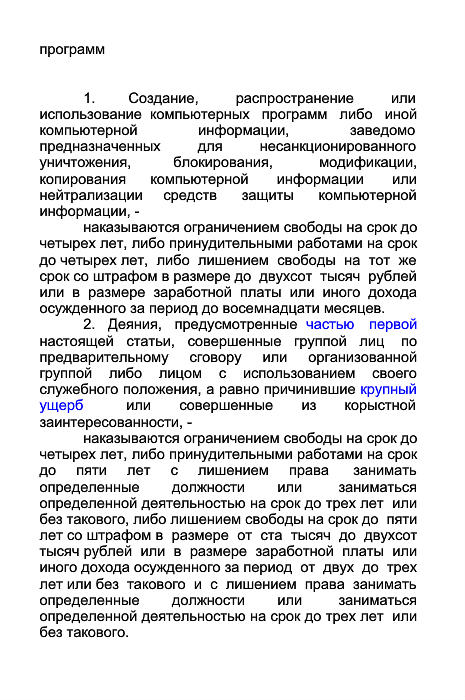 программ
1. Создание, распространение или
использование компьютерных программ либо иной
компьютерной информации, заведомо
предназначенных для несанкционированного
уничтожения, блокирования, модификации,
копирования компьютерной информации или
нейтрализации средств защиты компьютерной
информации, -
наказываются ограничением свободы на срок до
четырех лет, либо принудительными работами на срок
до четырех лет, либо лишением свободы на тот же
срок со штрафом в размере до двухсот тысяч рублей
или в размере заработной платы или иного дохода
осужденного за период до восемнадцати месяцев.
2. Деяния, предусмотренные частью первой
настоящей статьи, совершенные группой лиц по
предварительному сговору или организованной
группой либо лицом с использованием своего
служебного положения, а равно причинившие крупный
ущерб или совершенные из корыстной
заинтересованности, -
наказываются ограничением свободы на срок до
четырех лет, либо принудительными работами на срок
до пяти лет с лишением права занимать
определенные должности или заниматься
определенной деятельностью на срок до трех лет или
без такового, либо лишением свободы на срок до пяти
лет со штрафом в размере от ста тысяч до двухсот
тысяч рублей или в размере заработной платы или
иного дохода осужденного за период от двух до трех
лет или без такового и с лишением права занимать
определенные должности или заниматься
определенной деятельностью на срок до трех лет или
без такового.